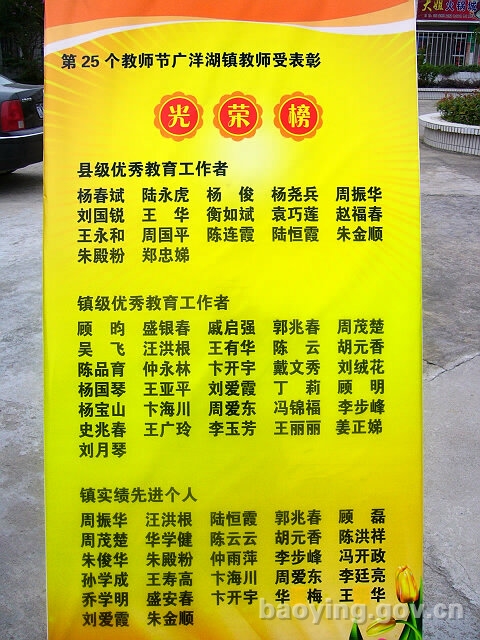 大姐火锅城
第25个教师节广洋湖镇教师受表彰
光荣榜
县级优秀教育工作者
杨春斌 陆永虎 杨 俊 杨尧兵 周振华
刘国锐 王 华 衡如斌 袁巧莲 赵福春
王永和 周国平 陈连霞 陆恒霞 朱金顺
朱殿粉 郑忠娣
镇级优秀教育工作者
顾 昀 盛银春 戚启强 郭兆春 周茂楚
吴 飞 汪洪根 王有华 陈 云 胡元香
陈品育 仲永林 卞开宇 戴文秀 刘绒花
杨国琴 王亚平 刘爱霞 丁 莉 顾 明
杨宝山 卞海川 周爱东 冯锦福 李步峰
史兆春 王广玲 李玉芳 王丽丽 姜正娣
刘月琴
镇实绩先进个人
周振华 汪洪根 陆恒霞 郭兆春 顾 磊
周茂楚 华学健 陈云云 胡元香 陈洪祥
朱俊华 朱殿粉 仲雨萍 李步峰 冯开政
孙学成 王寿高 卞海川 周爱东 李廷亮
乔学明 盛安春 卞开宇 华 梅 王 华
刘爱霞 朱金顺
baoying.gov.cn